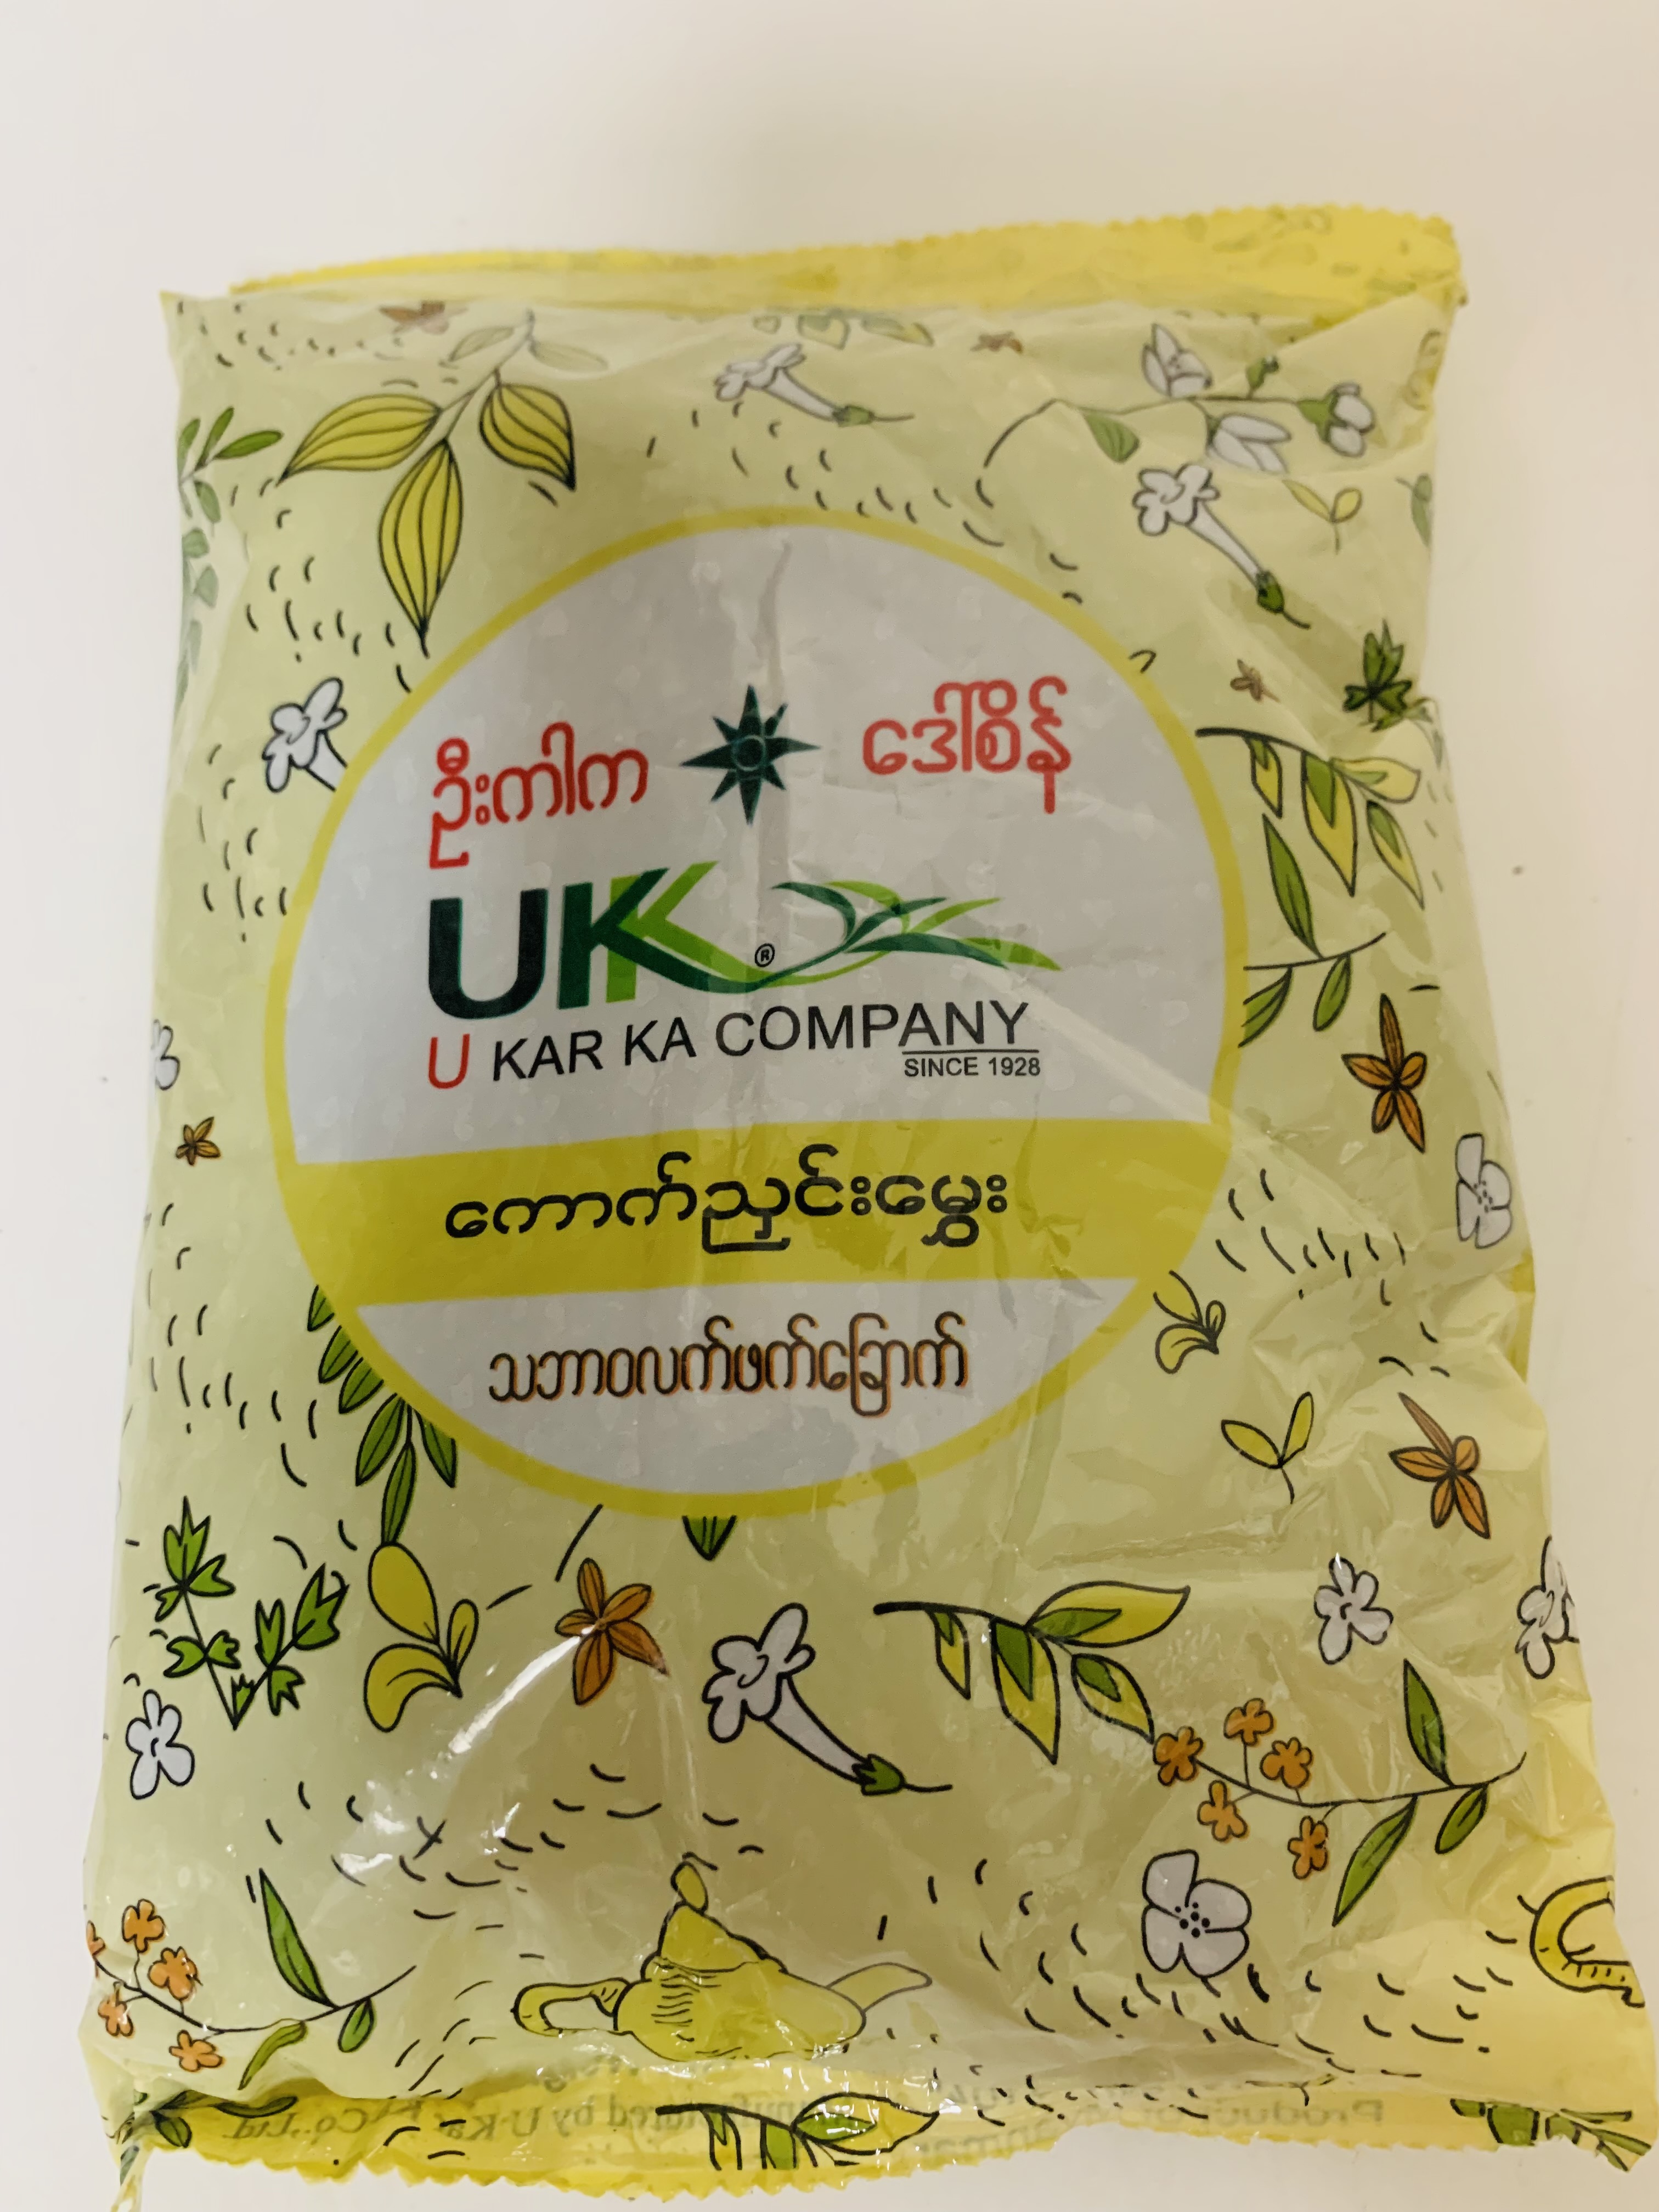 ဦးကါက ဒေါ်စိန်
UKK ®
U KAR KA COMPANY
SINCE 1928
ကောက်ညှင်းမွှေး
သဘာဝလက်ဖက်ခြောက်